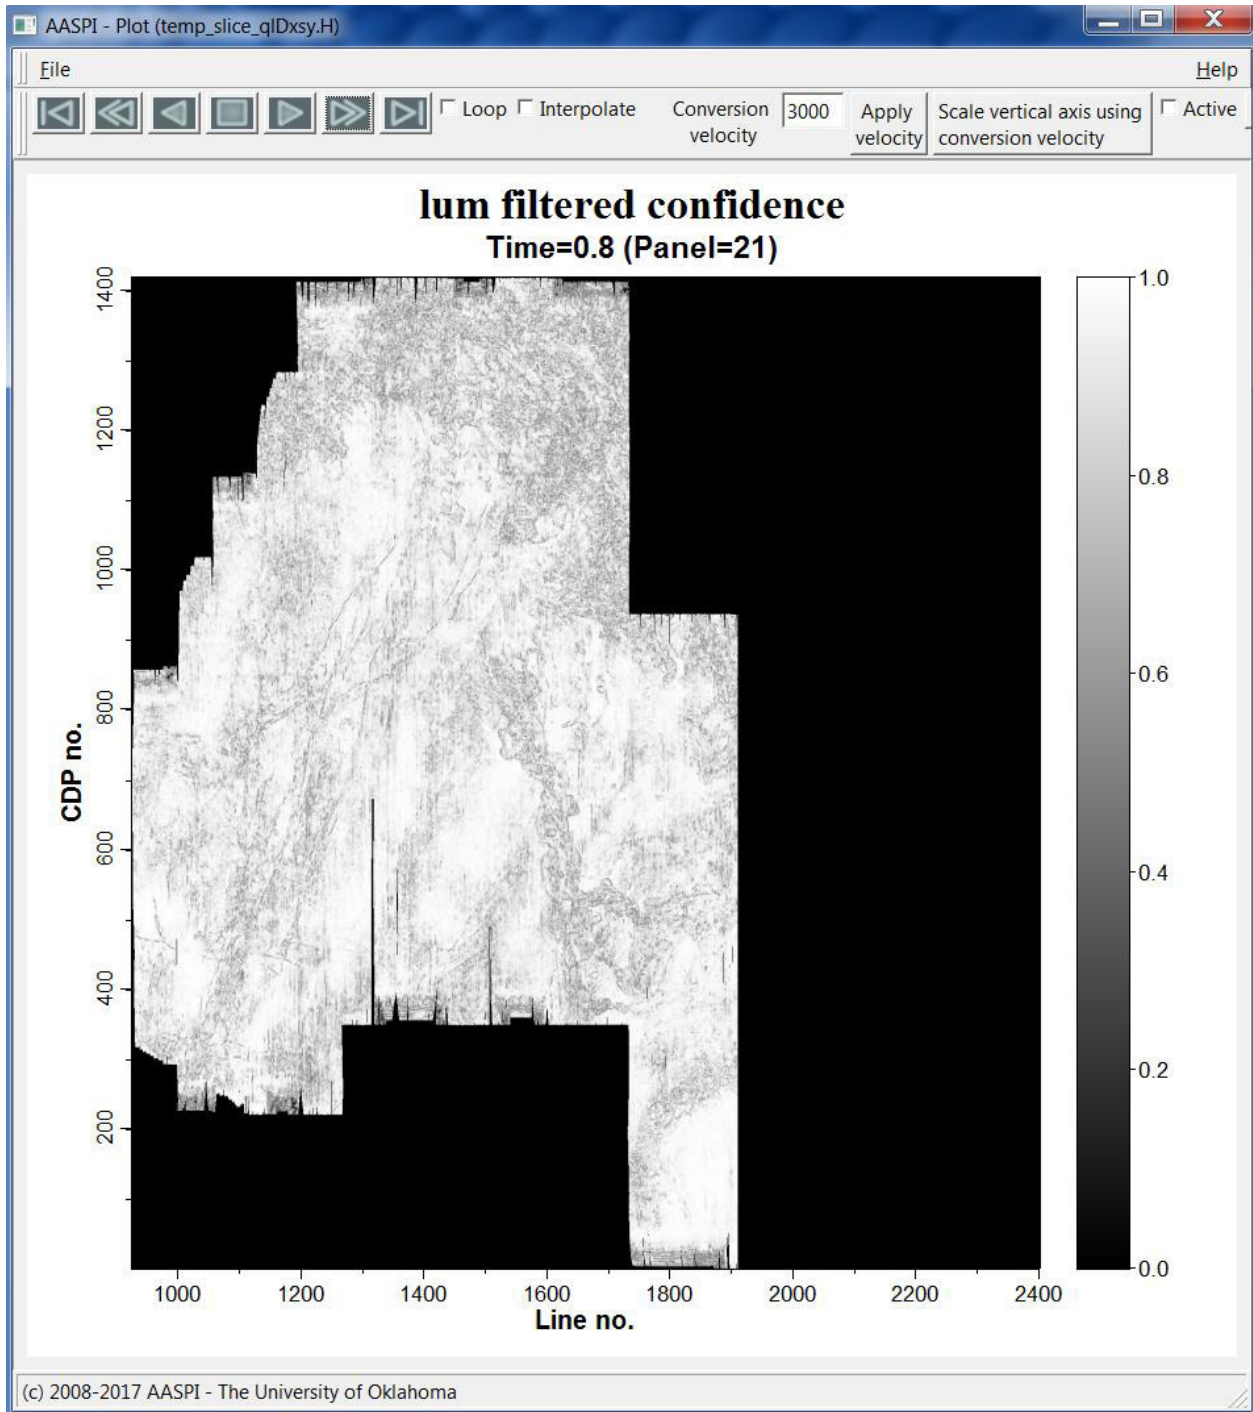 AASPI - Plot (temp_slice_qlDxsy.H)
File
Help
Loop
Interpolate
Conversion
velocity
3000
Apply
velocity
Scale vertical axis using
conversion velocity
Active
lum filtered confidence
Time=0.8 (Panel=21)
1400
1200
1000
800
600
400
200
CDP no.
1000 1200 1400 1600 1800 2000 2200 2400
Line no.
1.0
0.8
0.6
0.4
0.2
0.0
(c) 2008-2017 AASPI - The University of Oklahoma